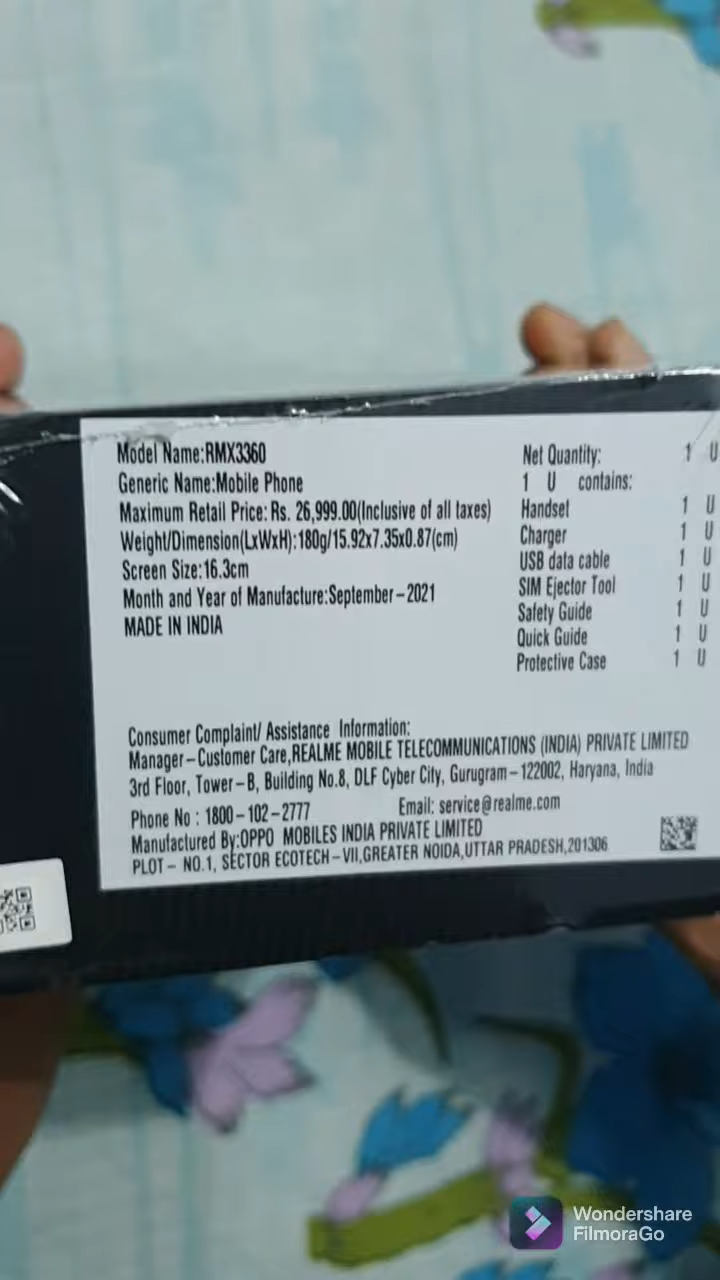 Model Name:RMX3360
Generic Name:Mobile Phone
Maximum Retail Price: Rs. 26,999.00(Inclusive of all taxes)
Weight/Dimension(LxWxH):180g/15.92x7.35x0.87(cm)
Screen Size:16.3cm
Month and Year of Manufacture:September-2021
MADE IN INDIA
Net Quantity: 1 U
1 U contains:
Handset 1 U
Charger 1 U
USB data cable 1 U
SIM Ejector Tool 1 U
Safety Guide 1 U
Quick Guide 1 U
Protective Case 1 U
Consumer Complaint/ Assistance Information:
Manager-Customer Care,REALME MOBILE TELECOMMUNICATIONS (INDIA) PRIVATE LIMITED
3rd Floor, Tower-B, Building No.8, DLF Cyber City, Gurugram-122002, Haryana, India
Phone No : 1800-102-2777 Email: service@realme.com
Manufactured By:OPPO MOBILES INDIA PRIVATE LIMITED
PLOT- NO.1, SECTOR ECOTECH-VII,GREATER NOIDA,UTTAR PRADESH,201306
Wondershare
FilmoraGo